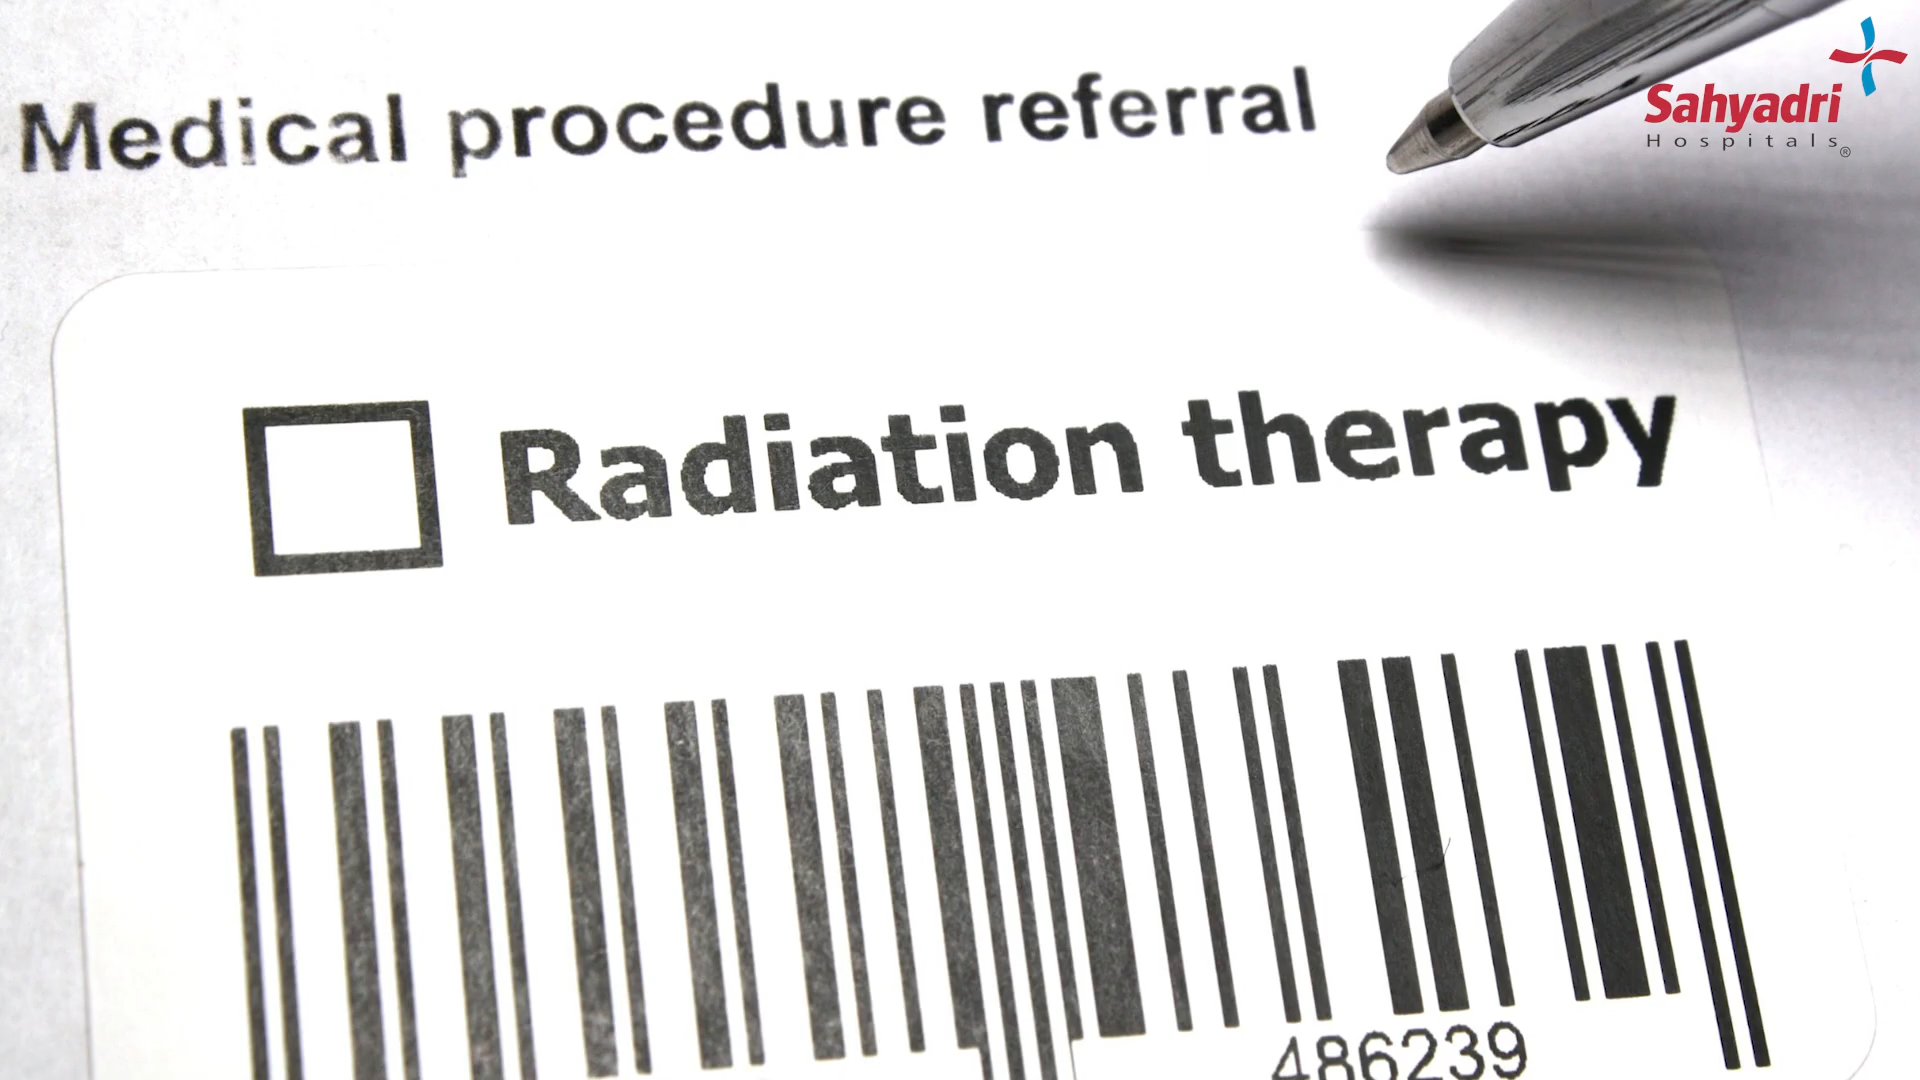 Medical procedure referral
Sahyadri
Hospitals®
Radiation therapy
486239